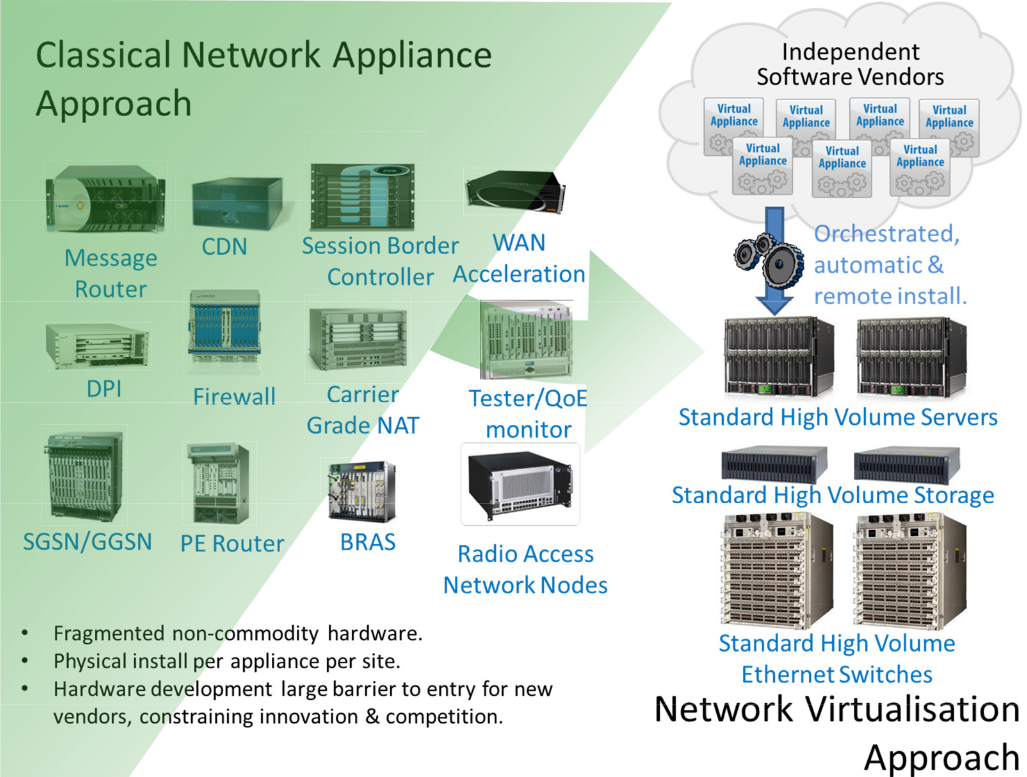 Classical Network Appliance
Approach
Message
Router
CDN
Session Border
Controller
WAN
Acceleration
DPI
Firewall
Carrier
Grade NAT
Tester/QoE
monitor
SGSN/GGSN
PE Router
BRAS
Radio Access
Network Nodes
• Fragmented non-commodity hardware.
• Physical install per appliance per site.
• Hardware development large barrier to entry for new
vendors, constraining innovation & competition.
Independent
Software Vendors
Virtual
Appliance
Virtual
Appliance
Virtual
Appliance
Virtual
Appliance
Virtual
Appliance
Virtual
Appliance
Virtual
Appliance
Orchestrated,
automatic &
remote install.
Standard High Volume Servers
Standard High Volume Storage
Standard High Volume
Ethernet Switches
Network Virtualisation
Approach